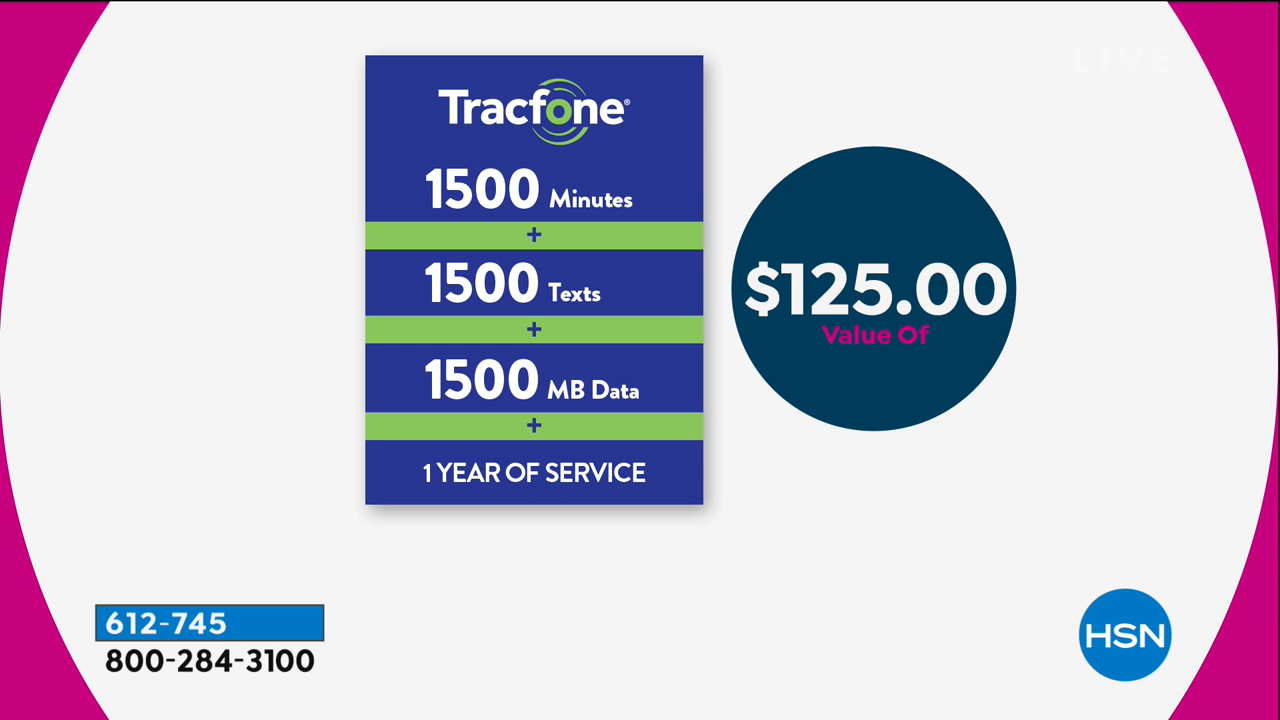 LIVE
Tracfone®
1500 Minutes
+
1500 Texts
+
1500 MB Data
+
1 YEAR OF SERVICE
$125.00
Value Of
612-745
800-284-3100
HSN